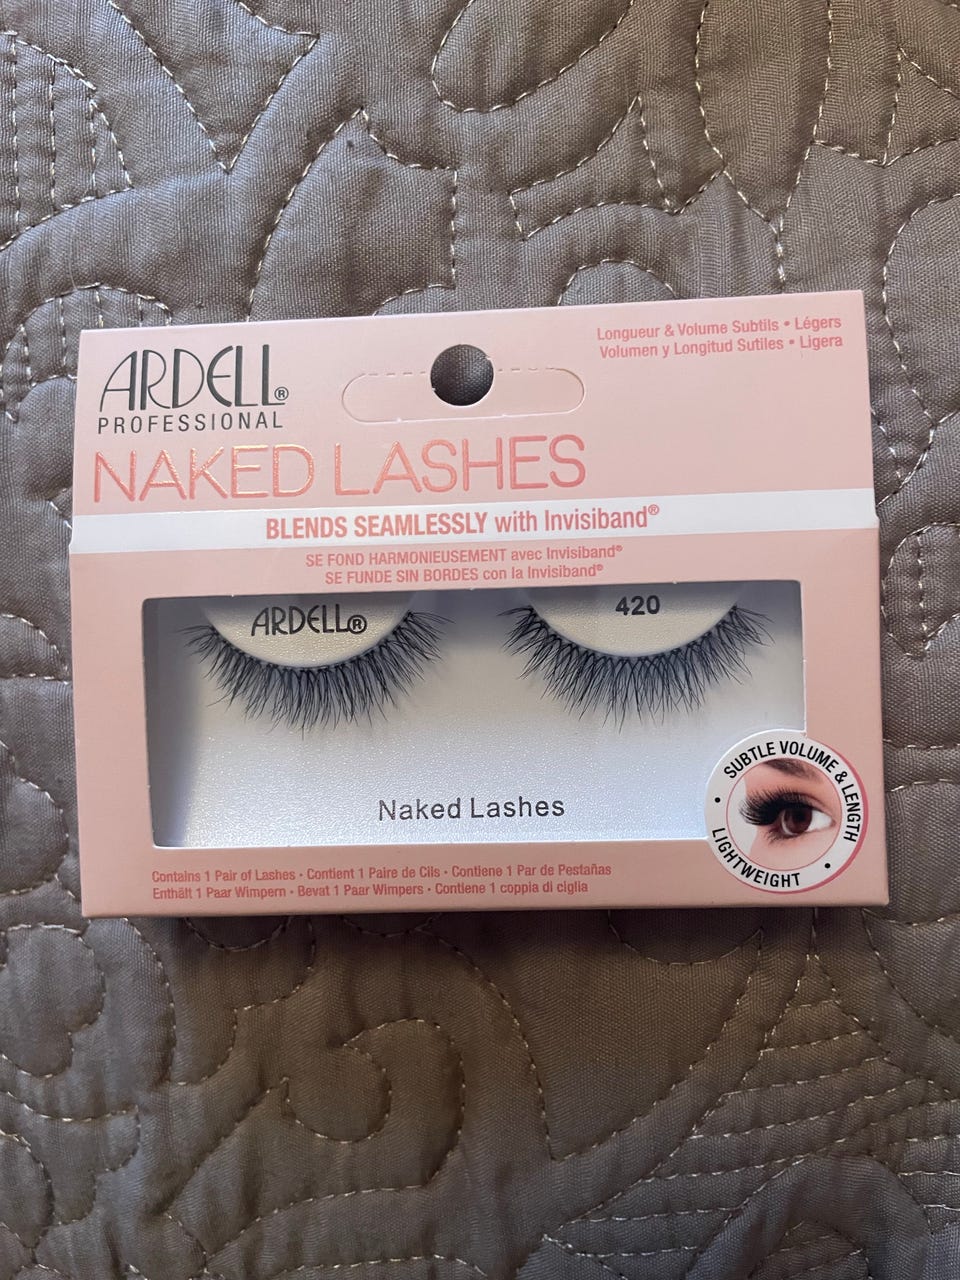 ARDELL®
PROFESSIONAL
Longueur & Volume Subtils • Légers
Volumen y Longitud Sutiles • Ligera
NAKED LASHES
BLENDS SEAMLESSLY with Invisiband®
SE FOND HARMONIEUSEMENT avec Invisiband®
SE FUNDE SIN BORDES con la Invisiband®
ARDELL®
420
Naked Lashes
SUBTLE VOLUME & LENGTH
• LIGHTWEIGHT •
Contains 1 Pair of Lashes • Contient 1 Paire de Cils • Contiene 1 Par de Pestañas
Enthält 1 Paar Wimpern • Bevat 1 Paar Wimpers • Contiene 1 coppia di ciglia